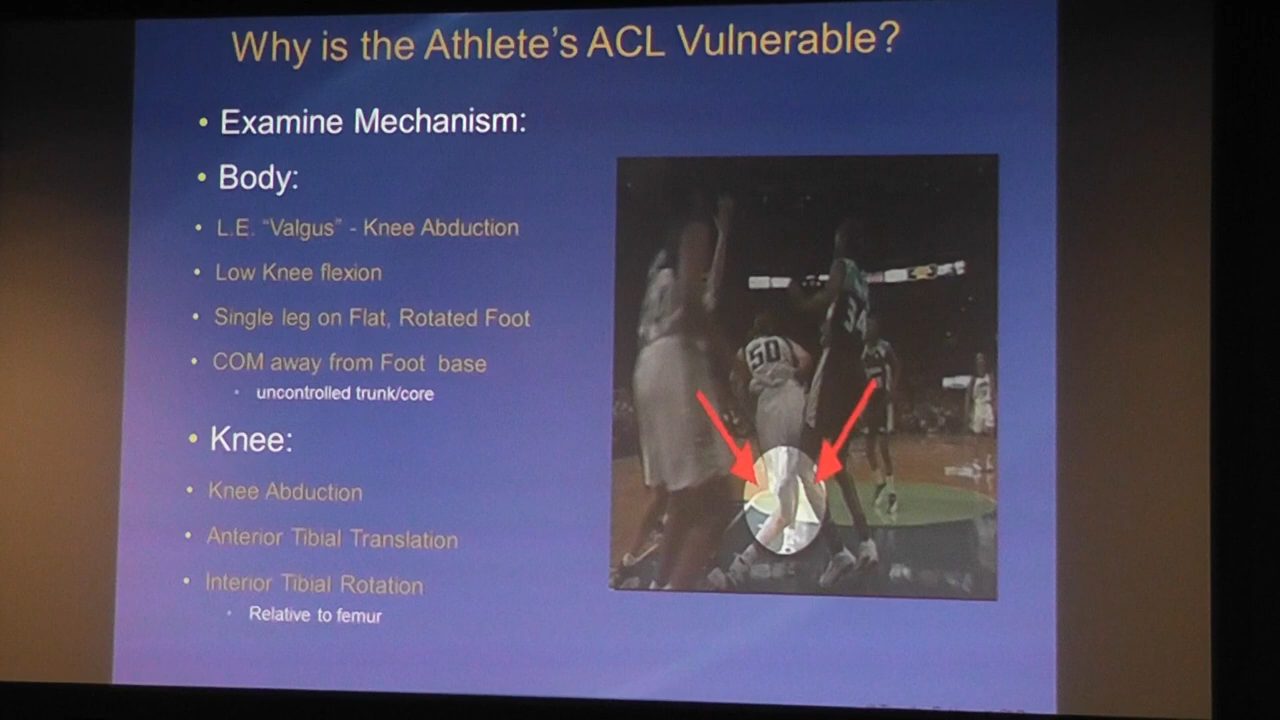 Why is the Athlete's ACL Vulnerable?
• Examine Mechanism:
• Body:
• L.E. "Valgus" - Knee Abduction
• Low Knee flexion
• Single leg on Flat, Rotated Foot
• COM away from Foot base
• uncontrolled trunk/core
• Knee:
• Knee Abduction
• Anterior Tibial Translation
• Interior Tibial Rotation
• Relative to femur
50
34